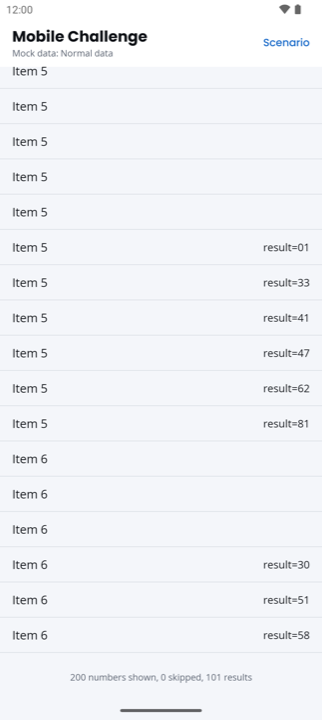 12:00
Mobile Challenge
Mock data: Normal data
Scenario
Item 5
Item 5
Item 5
Item 5
Item 5
Item 5 result=01
Item 5 result=33
Item 5 result=41
Item 5 result=47
Item 5 result=62
Item 5 result=81
Item 6
Item 6
Item 6
Item 6 result=30
Item 6 result=51
Item 6 result=58
200 numbers shown, 0 skipped, 101 results